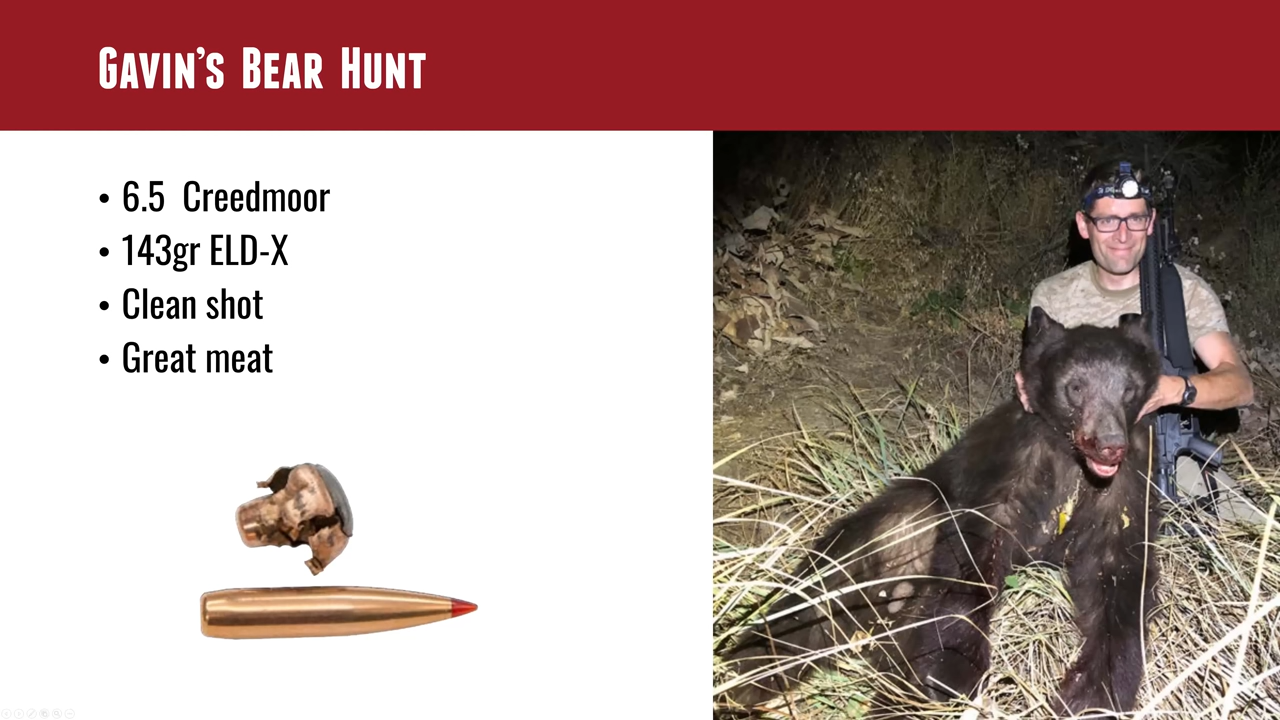 Gavin's Bear Hunt
• 6.5 Creedmoor
• 143gr ELD-X
• Clean shot
• Great meat